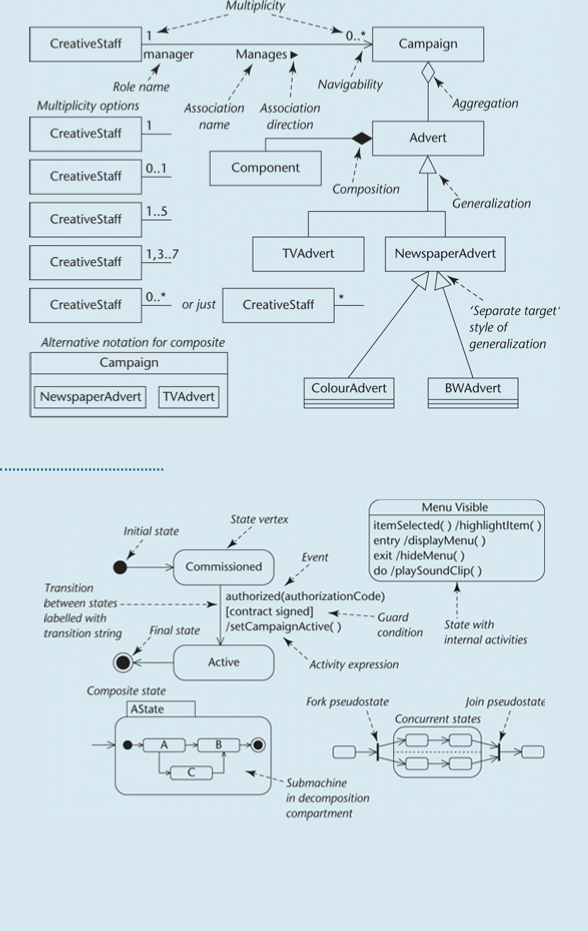 Multiplicity
CreativeStaff
1
0..*
Campaign
manager
Manages
Role name
Navigability
Association
name
Association
direction
Aggregation
Multiplicity options
CreativeStaff
1
Advert
Component
Composition
CreativeStaff
0..1
Generalization
CreativeStaff
1..5
CreativeStaff
1,3..7
TVAdvert
NewspaperAdvert
CreativeStaff
0..*
or just
CreativeStaff
*
'Separate target'
style of
generalization
Alternative notation for composite
Campaign
NewspaperAdvert
TVAdvert
ColourAdvert
BWAdvert
Initial state
State vertex
Commissioned
Event
Menu Visible
itemSelected( ) /highlightItem( )
entry /displayMenu( )
exit /hideMenu( )
do /playSoundClip( )
Transition
between states
labelled with
transition string
authorized(authorizationCode)
[contract signed]
/setCampaignActive( )
Guard
condition
State with
internal activities
Final state
Active
Activity expression
Composite state
AState
A
B
C
Submachine
in decomposition
compartment
Fork pseudostate
Join pseudostate
Concurrent states